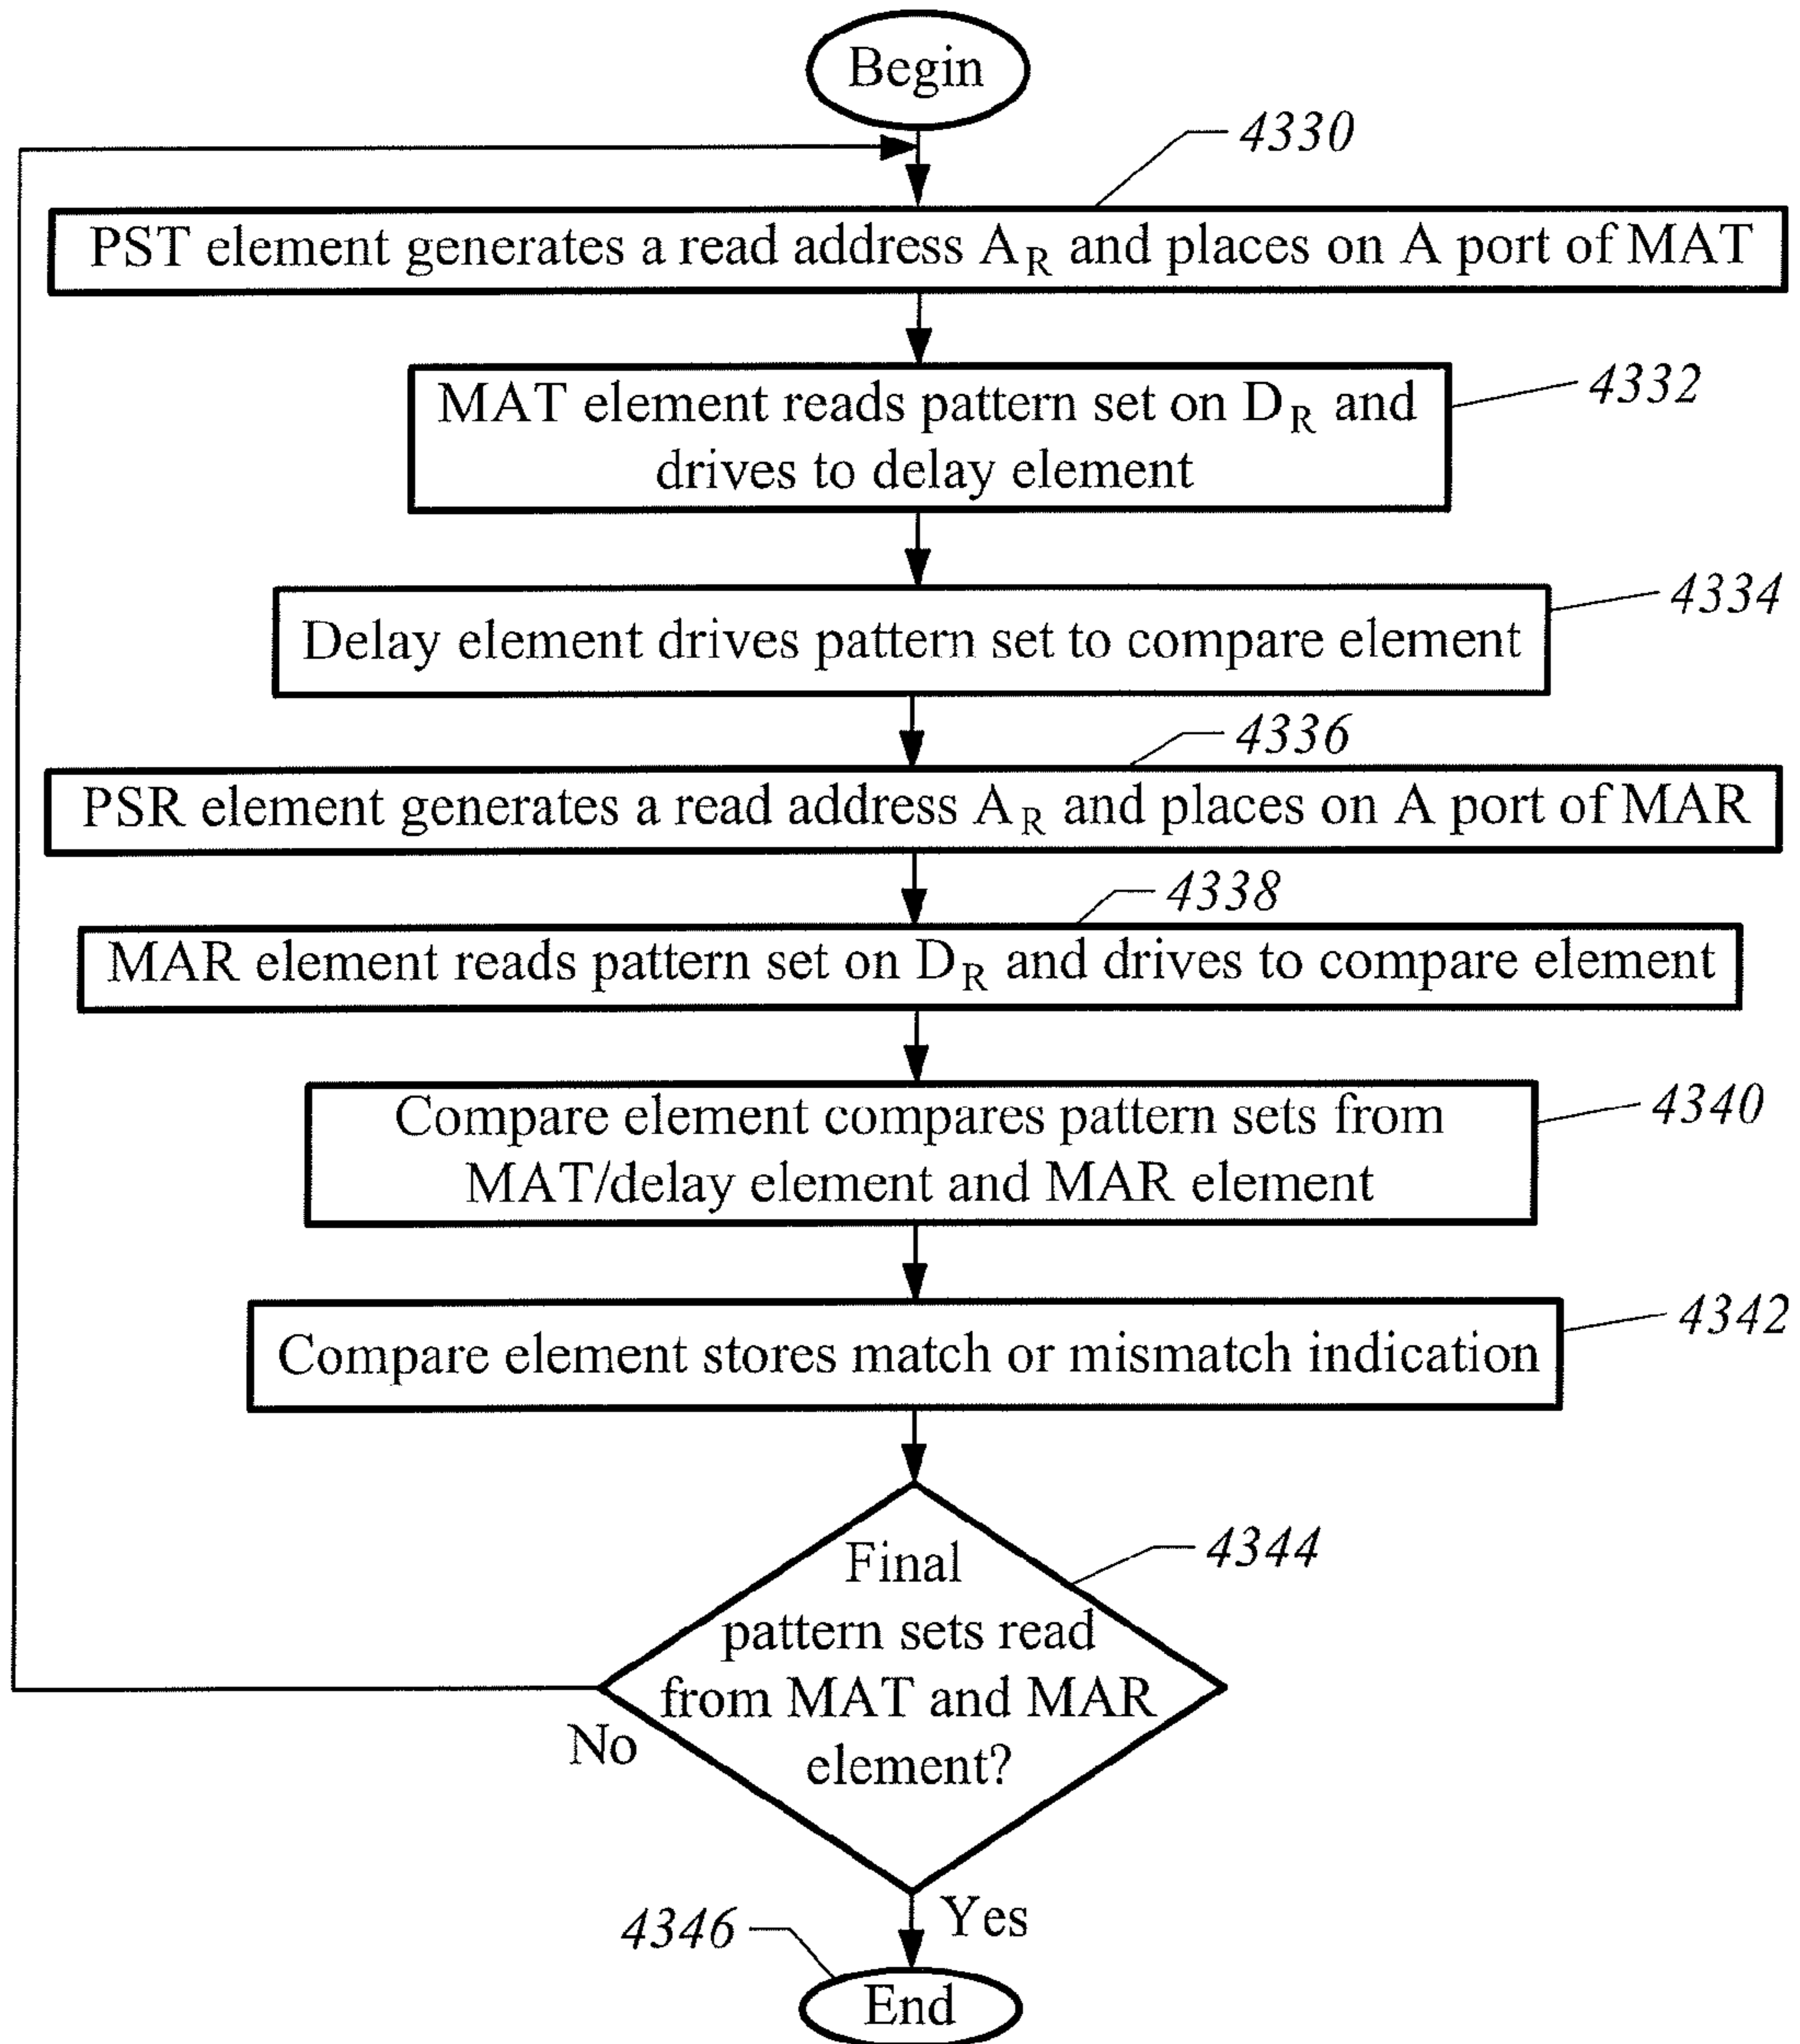 Begin
4330
PST element generates a read address A_R and places on A port of MAT
4332
MAT element reads pattern set on D_R and
drives to delay element
4334
Delay element drives pattern set to compare element
4336
PSR element generates a read address A_R and places on A port of MAR
4338
MAR element reads pattern set on D_R and drives to compare element
4340
Compare element compares pattern sets from
MAT/delay element and MAR element
4342
Compare element stores match or mismatch indication
4344
Final
pattern sets read
from MAT and MAR
element?
No
Yes
4346
End